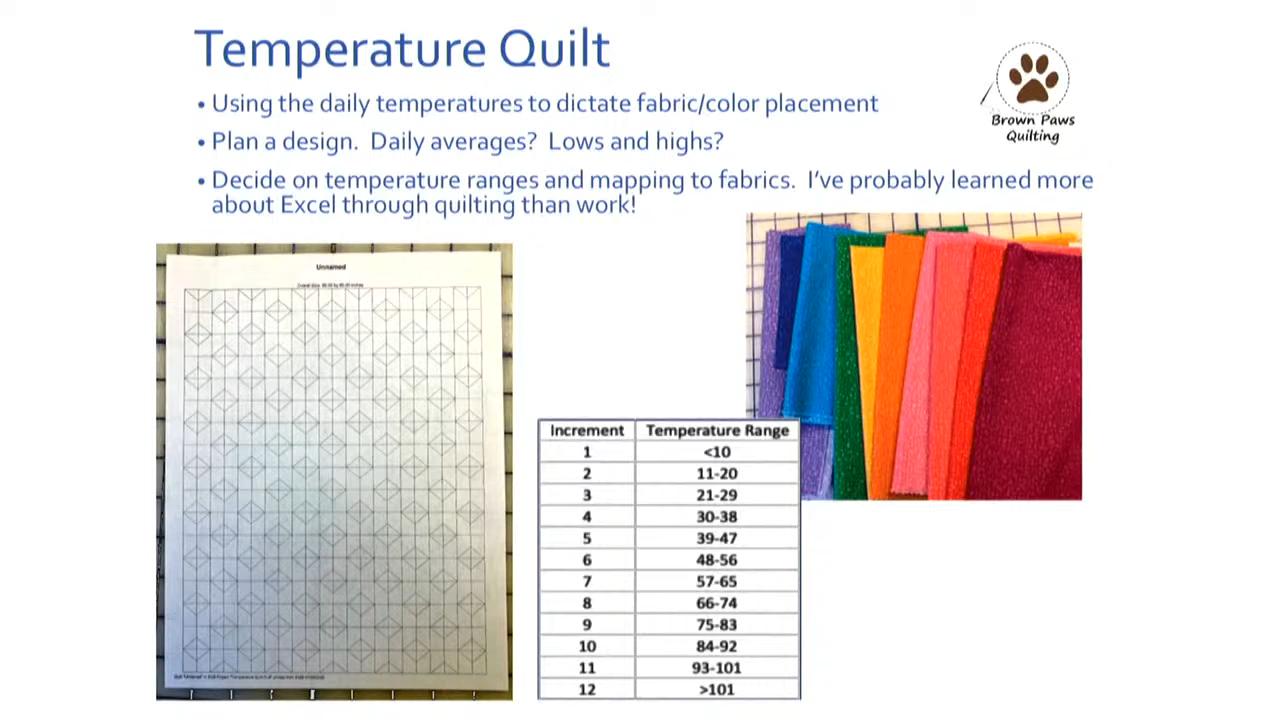 Temperature Quilt
• Using the daily temperatures to dictate fabric/color placement
• Plan a design. Daily averages? Lows and highs?
• Decide on temperature ranges and mapping to fabrics. I've probably learned more
about Excel through quilting than work!
Brown Paws
Quilting
Unnamed
Increment Temperature Range
1 <10
2 11-20
3 21-29
4 30-38
5 39-47
6 48-56
7 57-65
8 66-74
9 75-83
10 84-92
11 93-101
12 >101